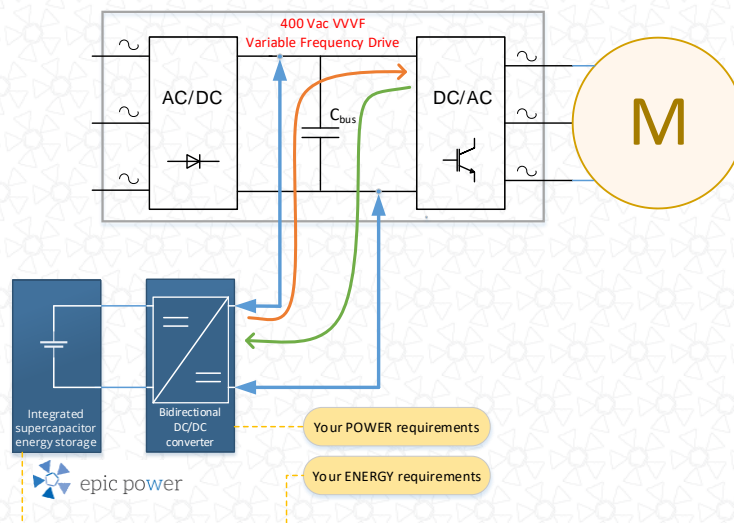 400 Vac VVVF
Variable Frequency Drive
AC/DC
C bus
DC/AC
M
Integrated
supercapacitor
energy storage
Bidirectional
DC/DC
converter
Your POWER requirements
Your ENERGY requirements
epic power